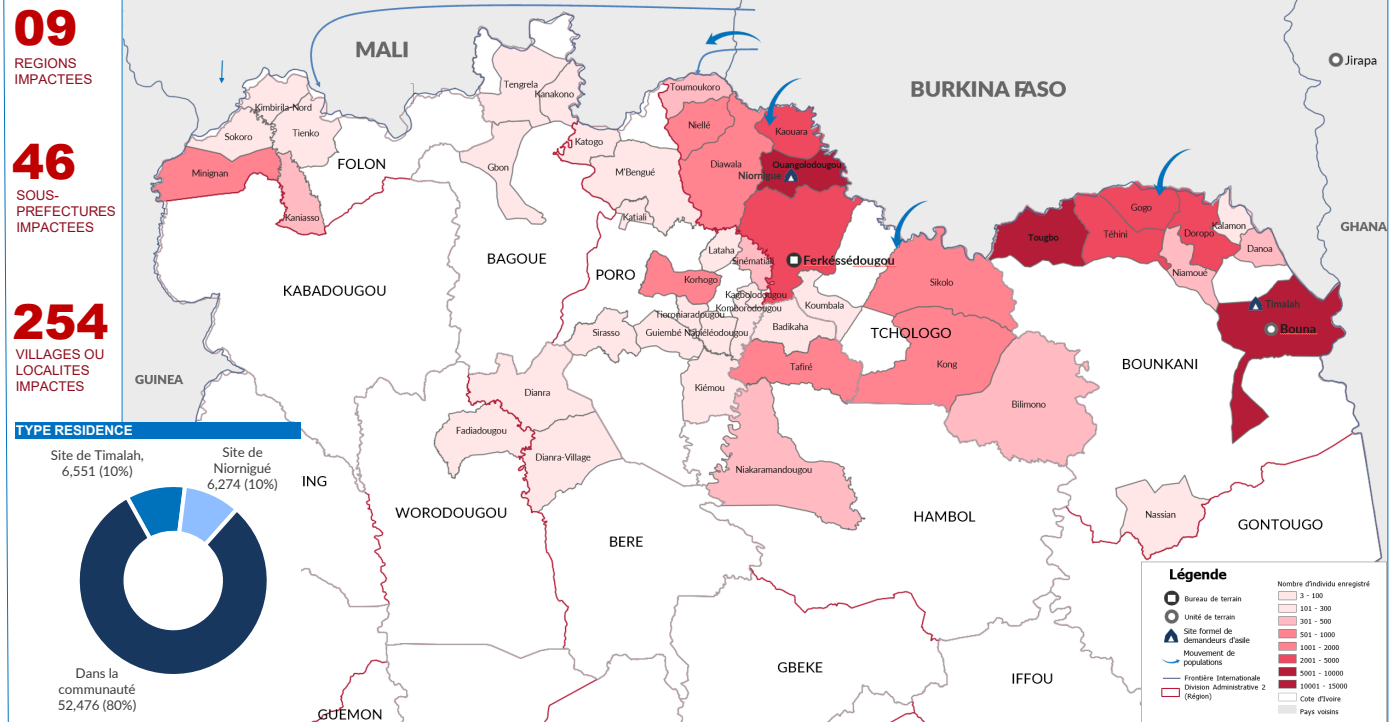 09
REGIONS
IMPACTEES
46
SOUS-
PREFECTURES
IMPACTEES
254
VILLAGES OU
LOCALITES
IMPACTES
TYPE RESIDENCE
Site de Timalah,
6,551 (10%)
Site de
Niornigué
6,274 (10%)
Dans la
communauté
52,476 (80%)
MALI
BURKINA FASO
GUINEA
GHANA
Jirapa
Tengrela
Kanakono
Toumoukoro
Kimbirila-Nord
Sokoro
Tienko
Niellé
Kaouara
FOLON
Katogo
Minignan
Gbon
M'Bengué
Diawala
Ouangolodougou
Niornigue
Kaniasso
Katiali
Gogo
Kalamon
Tougbo
Téhini
Doropo
Danoa
BAGOUE
Lataha
Sinématiali
Ferkéssédougou
Niamoué
PORO
Korhogo
Sikolo
KABADOUGOU
Kagbolodougou
Komborodougou
Koumbala
Timalah
Tioroniaradougou
Sirasso
Guiembé
Napiéléodougou
Badikaha
TCHOLOGO
Bouna
Tafiré
Kong
BOUNKANI
Kiémou
Dianra
Bilimono
Fadiadougou
Dianra-Village
Niakaramandougou
ING
WORODOUGOU
BERE
HAMBOL
Nassian
GONTOUGO
GBEKE
IFFOU
GUEMON
Légende
Bureau de terrain
Unité de terrain
Site formel de
demandeurs d'asile
Mouvement de
populations
Frontière Internationale
Division Administrative 2
(Région)
Nombre d'individu enregistré
3 - 100
101 - 300
301 - 500
501 - 1000
1001 - 2000
2001 - 5000
5001 - 10000
10001 - 15000
Cote d'Ivoire
Pays voisins